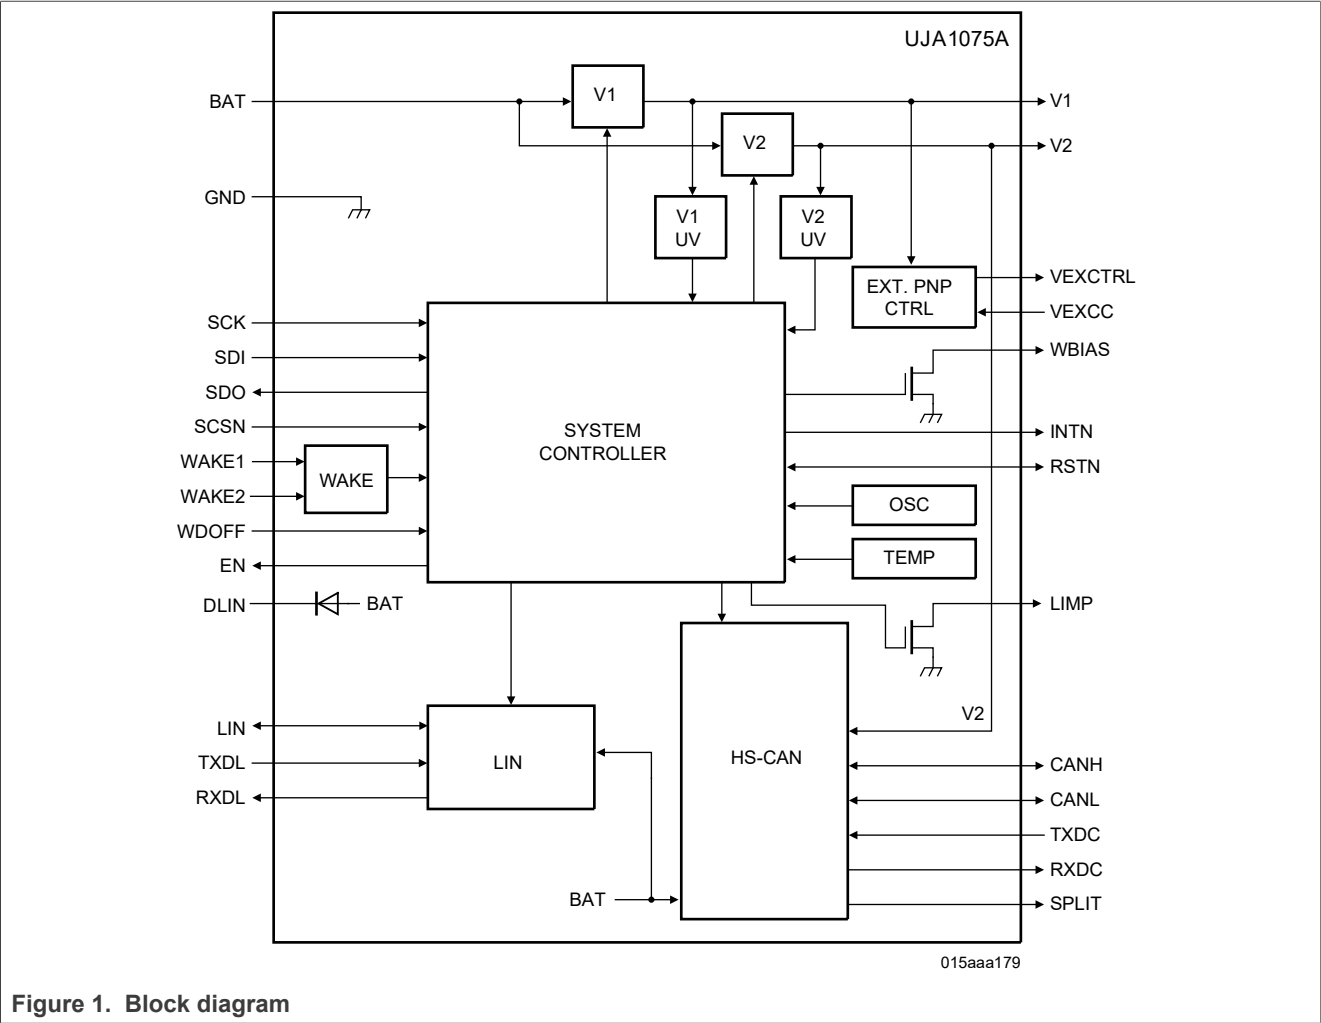 UJA1075A
BAT
V1
V1
V2
V2
GND
V1
UV
V2
UV
EXT. PNP
CTRL
VEXCTRL
VEXCC
SCK
SDI
SDO
SCSN
WAKE1
WAKE2
WAKE
WDOFF
EN
SYSTEM
CONTROLLER
WBIAS
INTN
RSTN
OSC
TEMP
DLIN
BAT
LIMP
LIN
TXDL
RXDL
LIN
HS-CAN
V2
CANH
CANL
TXDC
RXDC
SPLIT
BAT
015aaa179
Figure 1. Block diagram